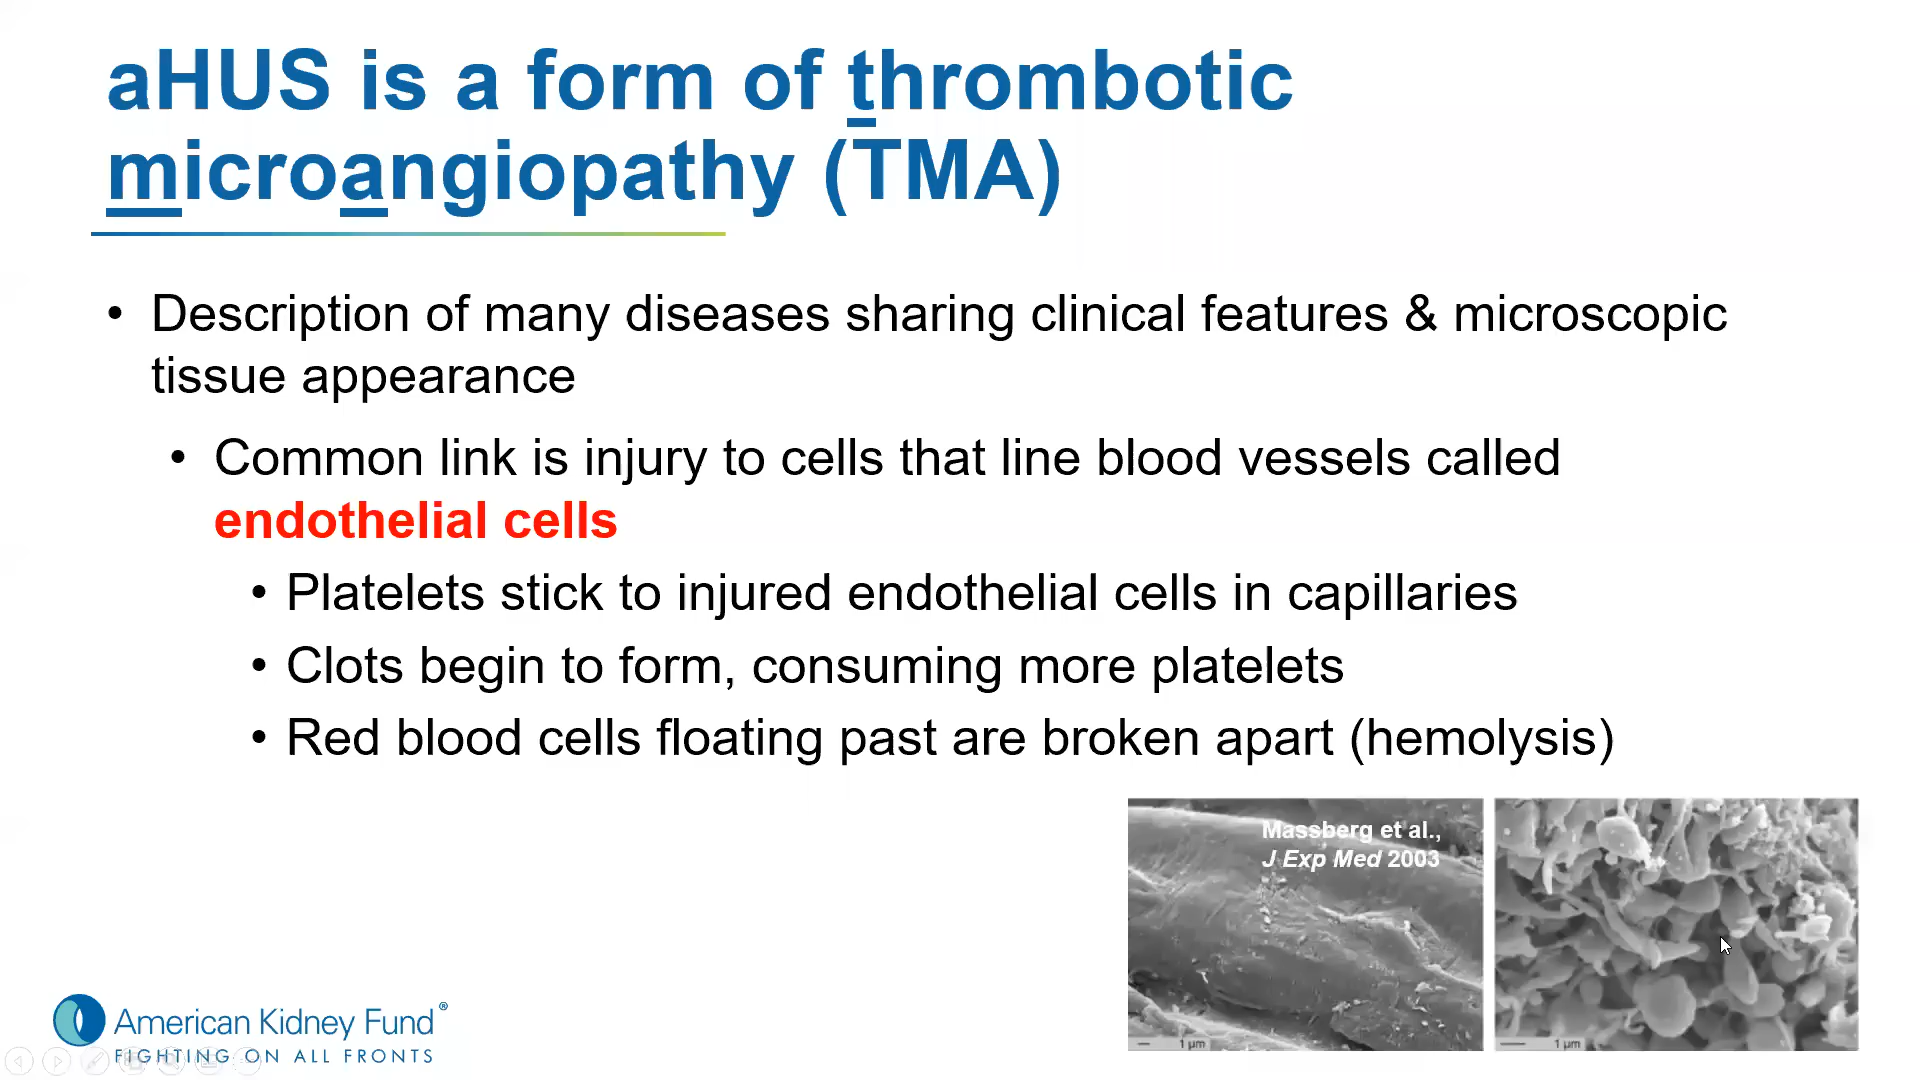 aHUS is a form of thrombotic
microangiopathy (TMA)
• Description of many diseases sharing clinical features & microscopic
tissue appearance
• Common link is injury to cells that line blood vessels called
endothelial cells
• Platelets stick to injured endothelial cells in capillaries
• Clots begin to form, consuming more platelets
• Red blood cells floating past are broken apart (hemolysis)
Massberg et al.,
J Exp Med 2003
1 µm
1 µm
American Kidney Fund®
FIGHTING ON ALL FRONTS